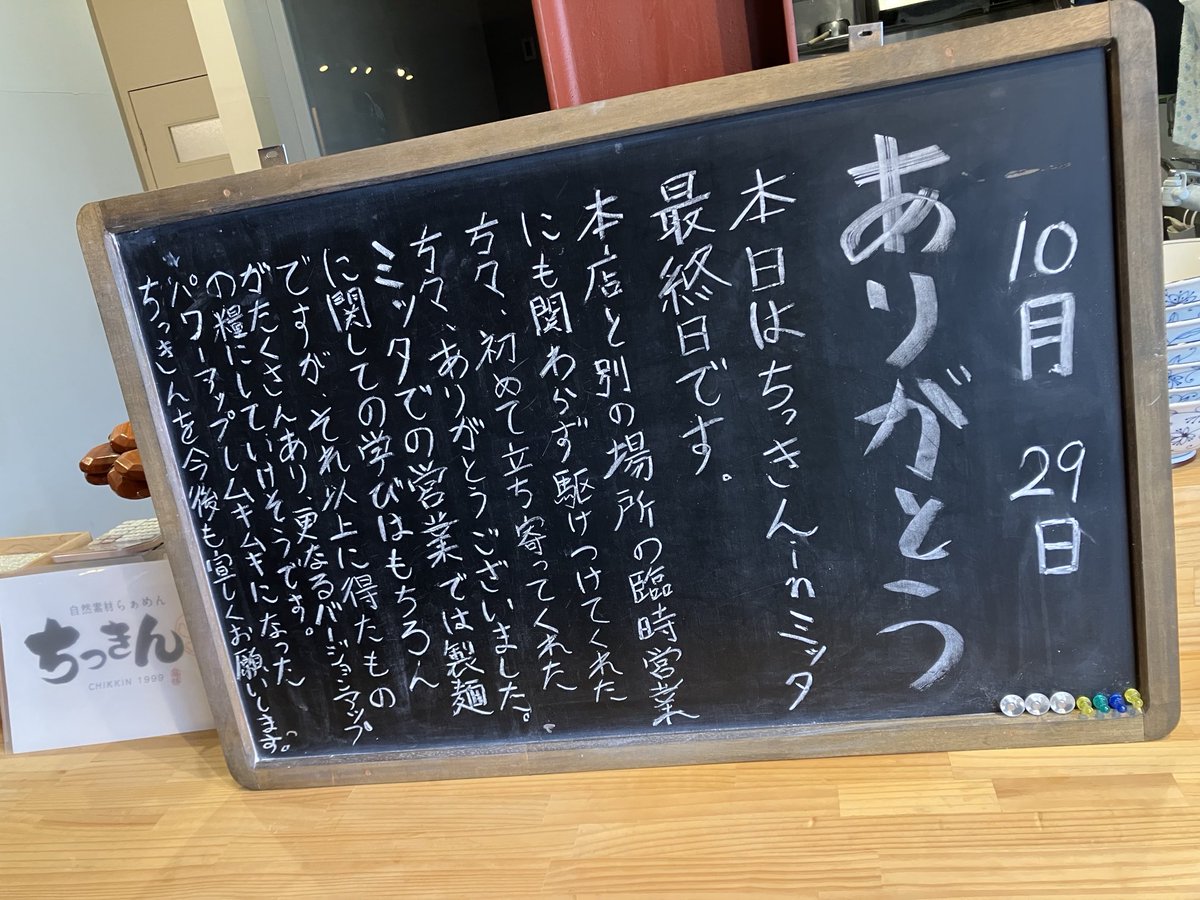 10月 29日
ありがとう
本日はちっきんinミツタ
最終日です。
本店と別の場所の臨時営業
にも関わらず駆けつけてくれた
方々、初めて立ち寄ってくれた
方々、ありがとうございました。
ミツタでの営業では製麺
に関しての学びはもちろん
ですが、それ以上に得たもの
がたくさんあり、更なるバージョンアップ
の糧にしていけそうです。
パワーアップしムキムキになった
ちっきんを今後も宜しくお願いします。
自然素材らぁめん
ちっきん
CHIKKIN 1999